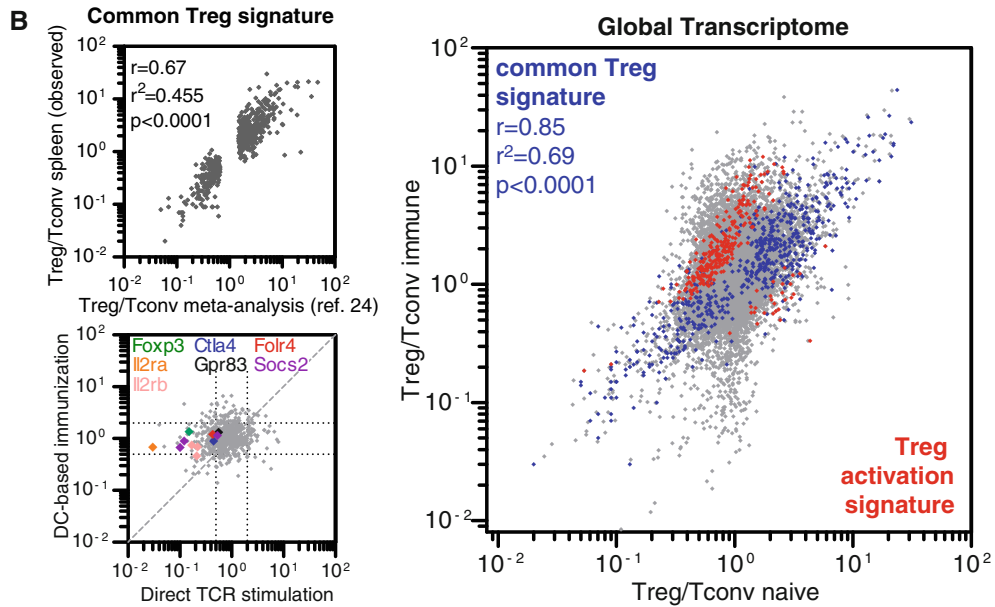 B
Common Treg signature
10² 10¹ 10⁰ 10⁻¹ 10⁻²
Treg/Tconv spleen (observed)
r=0.67
r²=0.455
p<0.0001
10⁻² 10⁻¹ 10⁰ 10¹ 10²
Treg/Tconv meta-analysis (ref. 24)
10² 10¹ 10⁰ 10⁻¹ 10⁻²
DC-based immunization
Foxp3 Ctla4 Folr4
Il2ra Gpr83 Socs2
Il2rb
10⁻² 10⁻¹ 10⁰ 10¹ 10²
Direct TCR stimulation
Global Transcriptome
10² 10¹ 10⁰ 10⁻¹ 10⁻²
Treg/Tconv immune
common Treg
signature
r=0.85
r²=0.69
p<0.0001
Treg
activation
signature
10⁻² 10⁻¹ 10⁰ 10¹ 10²
Treg/Tconv naive